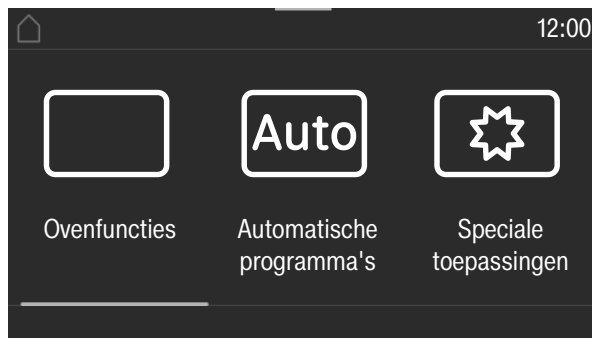 12:00
Auto
Ovenfuncties
Automatische
programma's
Speciale
toepassingen